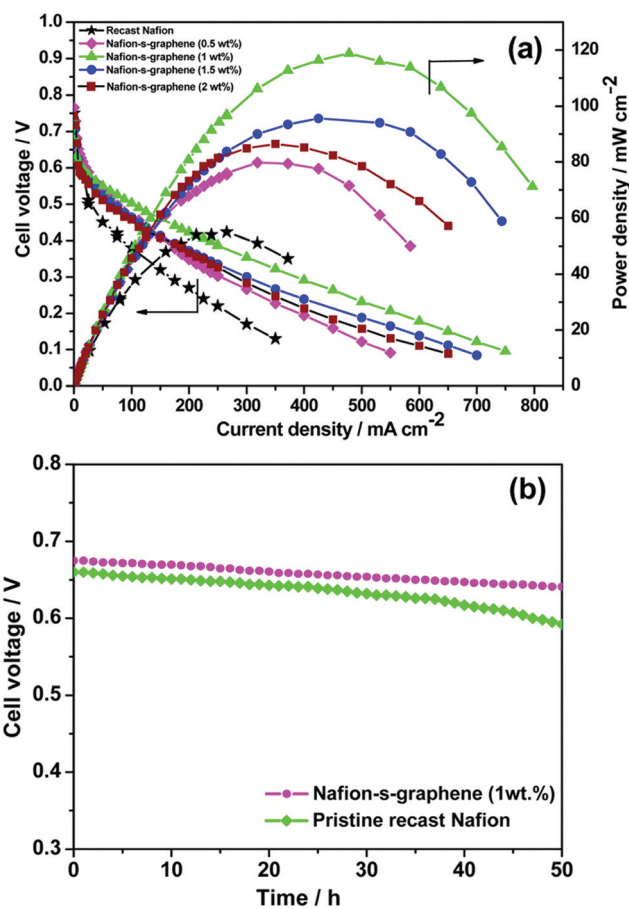 (a)
Recast Nafion
Nafion-s-graphene (0.5 wt%)
Nafion-s-graphene (1 wt%)
Nafion-s-graphene (1.5 wt%)
Nafion-s-graphene (2 wt%)
Cell voltage / V
1.0
0.9
0.8
0.7
0.6
0.5
0.4
0.3
0.2
0.1
0.0
120
100
80
60
40
20
0
Power density / mW cm-2
0 100 200 300 400 500 600 700 800
Current density / mA cm-2
(b)
Cell voltage / V
0.8
0.7
0.6
0.5
0.4
0.3
Nafion-s-graphene (1wt.%)
Pristine recast Nafion
0 10 20 30 40 50
Time / h